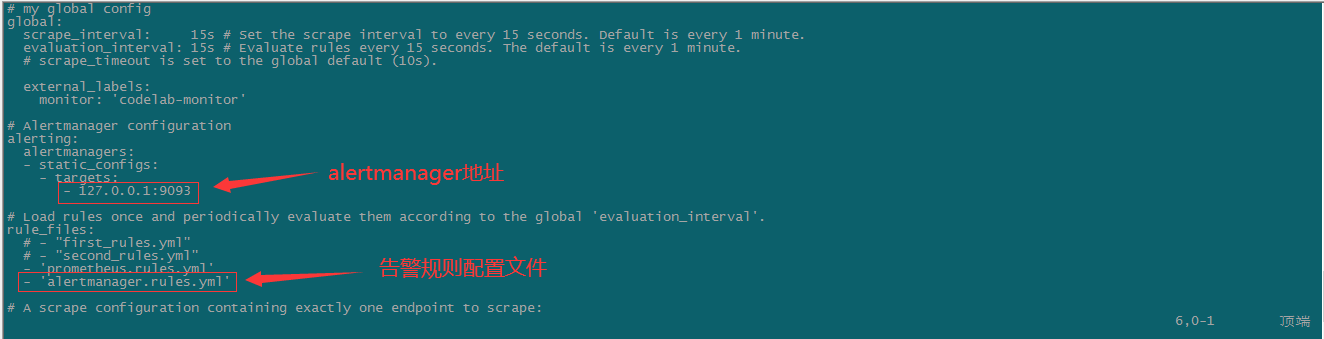 # my global config
global:
  scrape_interval:     15s # Set the scrape interval to every 15 seconds. Default is every 1 minute.
  evaluation_interval: 15s # Evaluate rules every 15 seconds. The default is every 1 minute.
  # scrape_timeout is set to the global default (10s).

  external_labels:
    monitor: 'codelab-monitor'

# Alertmanager configuration
alerting:
  alertmanagers:
  - static_configs:
    - targets:
alertmanager地址
      - 127.0.0.1:9093

# Load rules once and periodically evaluate them according to the global 'evaluation_interval'.
rule_files:
  # - "first_rules.yml"
  # - "second_rules.yml"
  - 'prometheus.rules.yml'
告警规则配置文件
  - 'alertmanager.rules.yml'

# A scrape configuration containing exactly one endpoint to scrape:
6,0-1 顶端